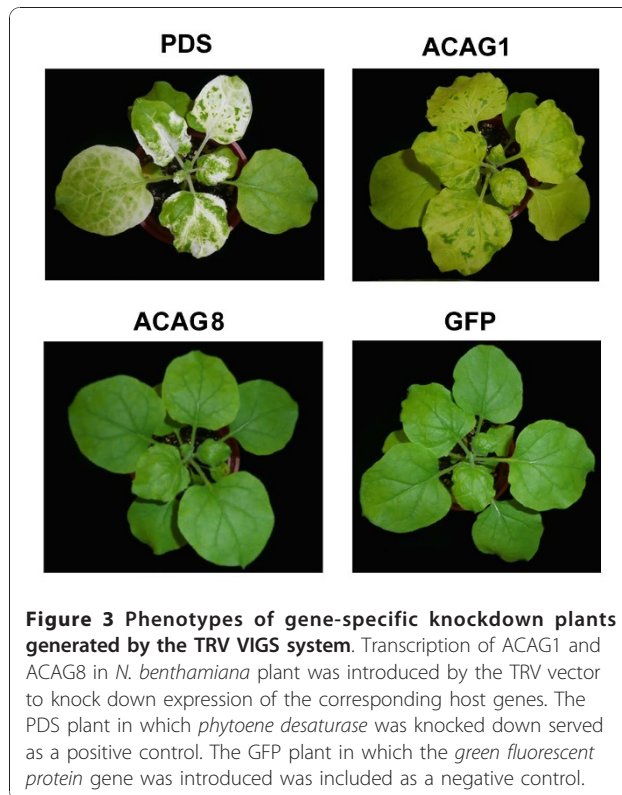 PDS
ACAG1
ACAG8
GFP
Figure 3 Phenotypes of gene-specific knockdown plants
generated by the TRV VIGS system. Transcription of ACAG1 and
ACAG8 in N. benthamiana plant was introduced by the TRV vector
to knock down expression of the corresponding host genes. The
PDS plant in which phytoene desaturase was knocked down served
as a positive control. The GFP plant in which the green fluorescent
protein gene was introduced was included as a negative control.